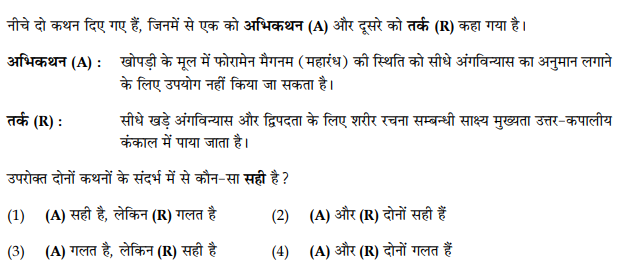 नीचे दो कथन दिए गए हैं, जिनमें से एक को अभिकथन (A) और दूसरे को तर्क (R) कहा गया है।
अभिकथन (A) : खोपड़ी के मूल में फोरामेन मैगनम (महारंध) की स्थिति को सीधे अंगविन्यास का अनुमान लगाने
के लिए उपयोग नहीं किया जा सकता है।
तर्क (R) : सीधे खड़े अंगविन्यास और द्विपदता के लिए शरीर रचना सम्बन्धी साक्ष्य मुख्यता उत्तर-कपालीय
कंकाल में पाया जाता है।
उपरोक्त दोनों कथनों के संदर्भ में से कौन-सा सही है ?
(1) (A) सही है, लेकिन (R) गलत है (2) (A) और (R) दोनों सही हैं
(3) (A) गलत है, लेकिन (R) सही है (4) (A) और (R) दोनों गलत हैं